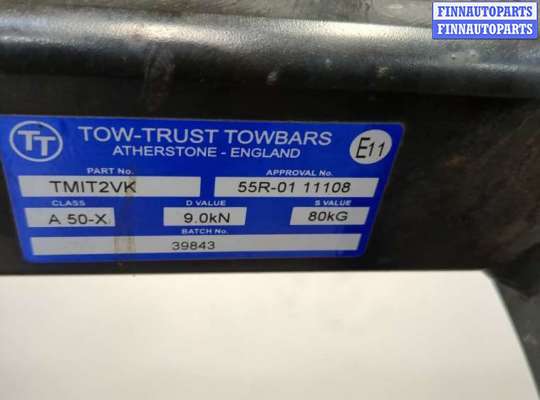 FINNAUTOPARTS
FINNAUTOPARTS
TT TOW-TRUST TOWBARS E11
ATHERSTONE - ENGLAND
PART No. APPROVAL No.
TMIT2VK 55R-01 11108
CLASS D VALUE S VALUE
A 50-X 9.0kN 80kG
BATCH No.
39843